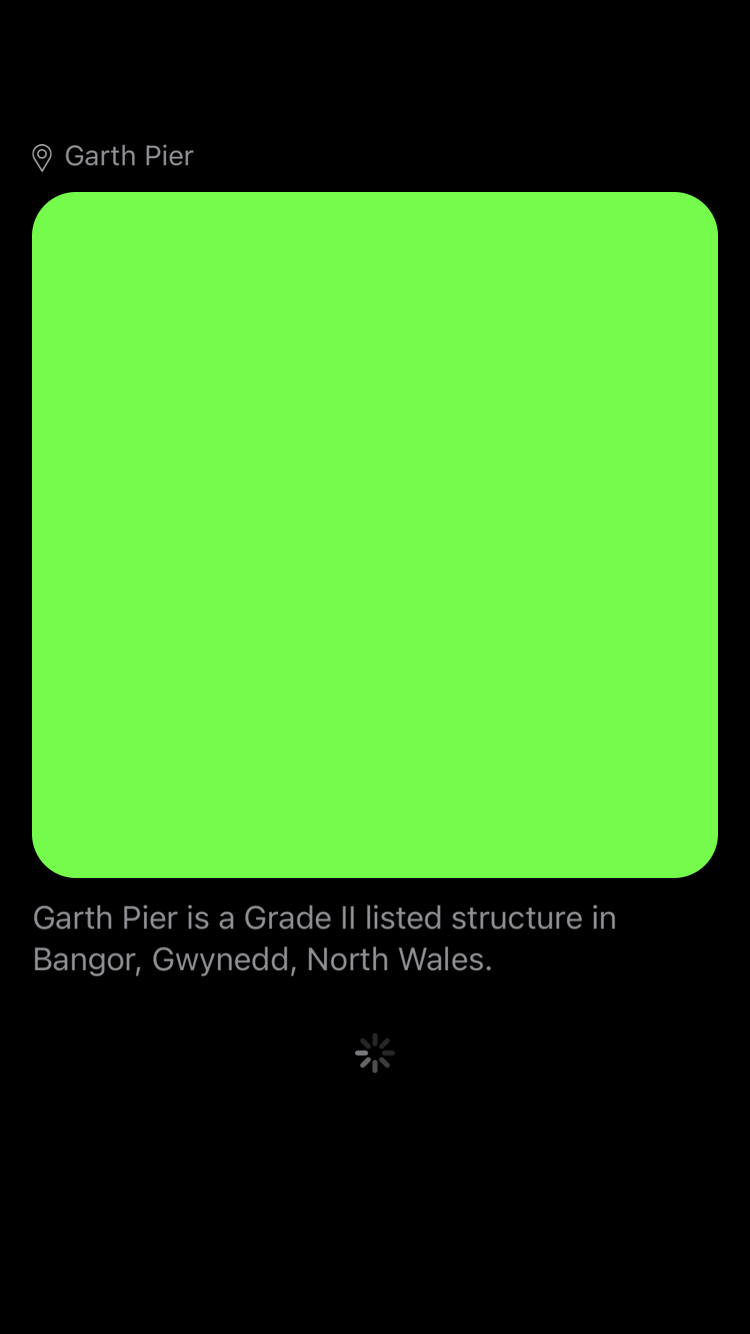 Garth Pier
Garth Pier is a Grade II listed structure in
Bangor, Gwynedd, North Wales.